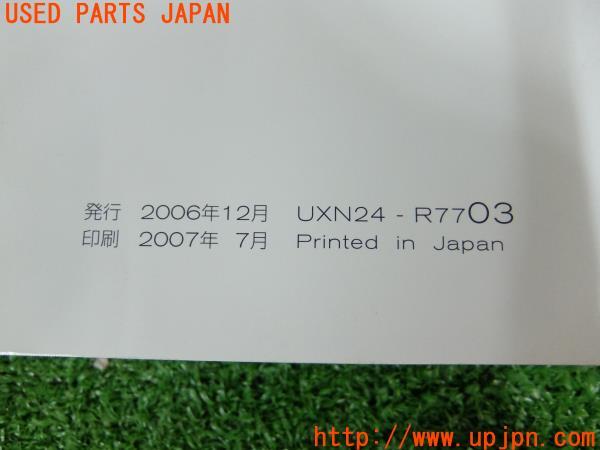 USED PARTS JAPAN
発行 2006年12月 UXN24 - R7703
印刷 2007年 7月 Printed in Japan
http://www.upjpn.com/